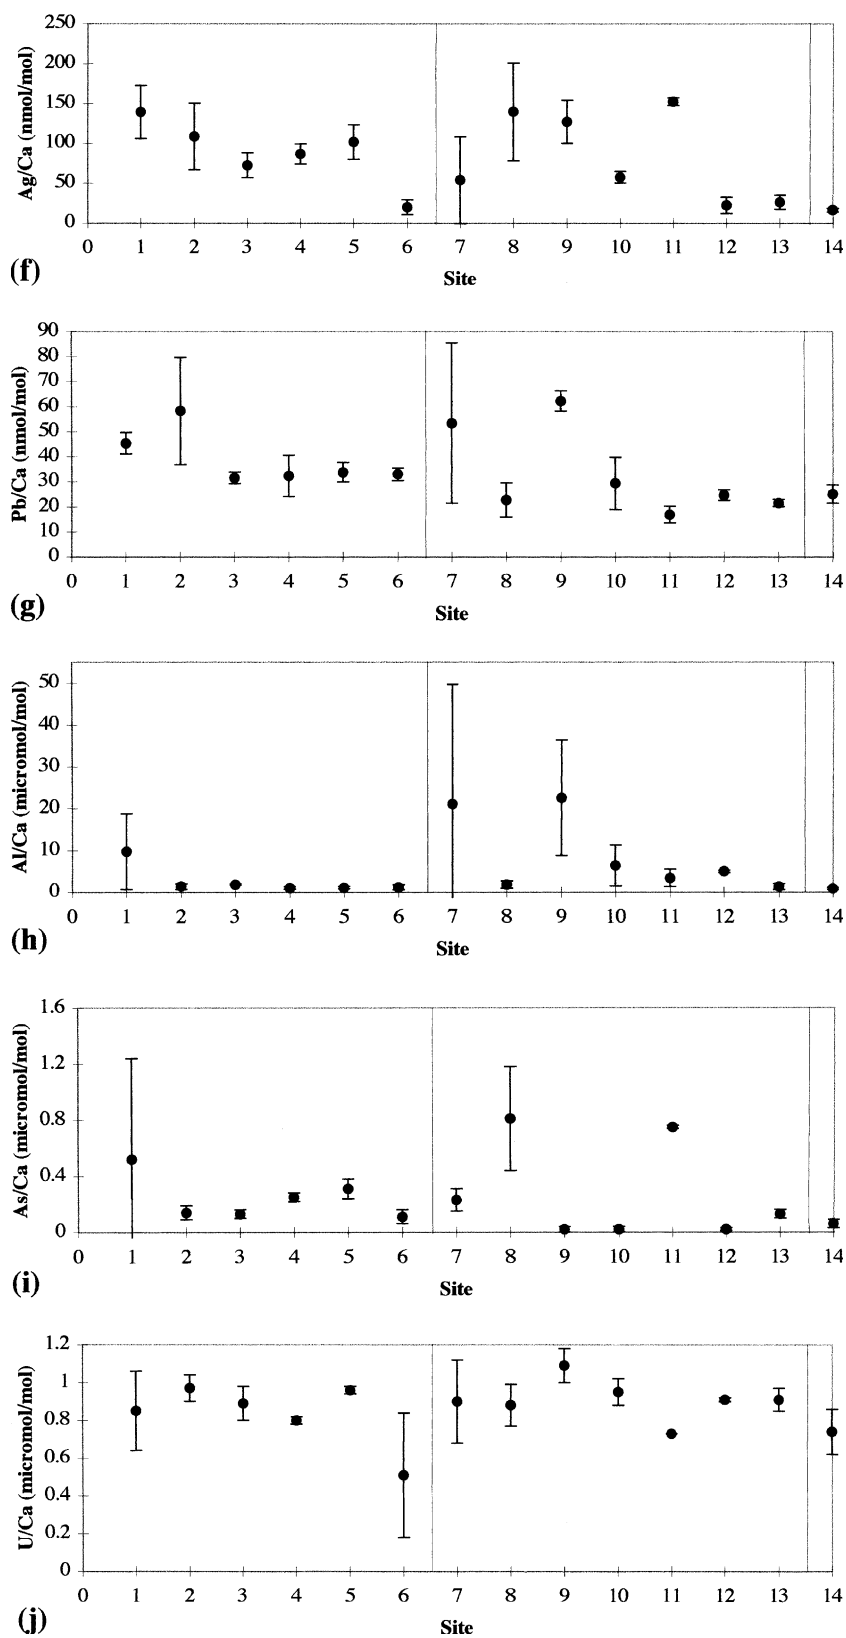 Ag/Ca (nmol/mol)
250
200
150
100
50
0
0 1 2 3 4 5 6 7 8 9 10 11 12 13 14
(f)
Site
Pb/Ca (nmol/mol)
90
80
70
60
50
40
30
20
10
0
0 1 2 3 4 5 6 7 8 9 10 11 12 13 14
(g)
Site
Al/Ca (micromol/mol)
50
40
30
20
10
0
0 1 2 3 4 5 6 7 8 9 10 11 12 13 14
(h)
Site
As/Ca (micromol/mol)
1.6
1.2
0.8
0.4
0
0 1 2 3 4 5 6 7 8 9 10 11 12 13 14
(i)
Site
U/Ca (micromol/mol)
1.2
1
0.8
0.6
0.4
0.2
0
0 1 2 3 4 5 6 7 8 9 10 11 12 13 14
(j)
Site